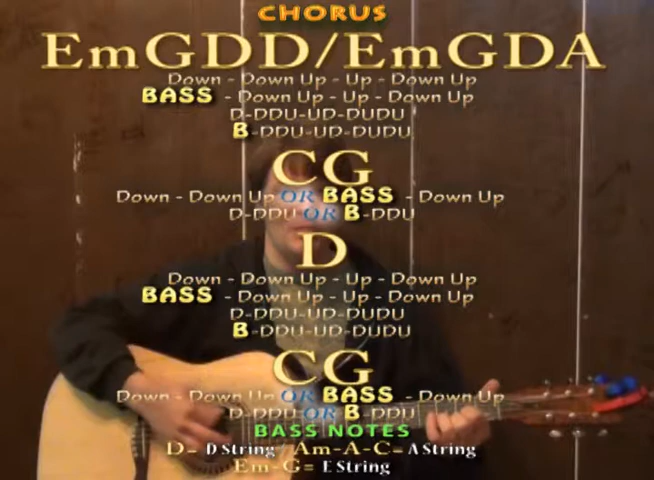 CHORUS
EmGDD/EmGDA
Down - Down Up - Up - Down Up
BASS - Down Up - Up - Down Up
D-DDU-UD-DUDU
B-DDU-UD-DUDU
CG
Down - Down Up OR BASS - Down Up
D-DDU OR B-DDU
D
Down - Down Up - Up - Down Up
BASS - Down Up - Up - Down Up
D-DDU-UD-DUDU
B-DDU-UD-DUDU
CG
Down - Down Up OR BASS - Down Up
D-DDU OR B-DDU
BASS NOTES
D= D String/ Am-A-C= A String
Em-G= E String